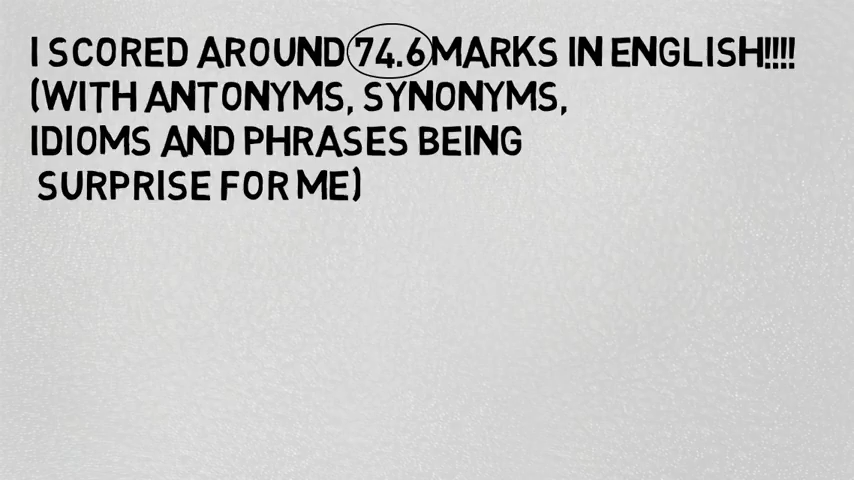 I SCORED AROUND 74.6 MARKS IN ENGLISH!!!!
(WITH ANTONYMS, SYNONYMS,
IDIOMS AND PHRASES BEING
SURPRISE FOR ME)